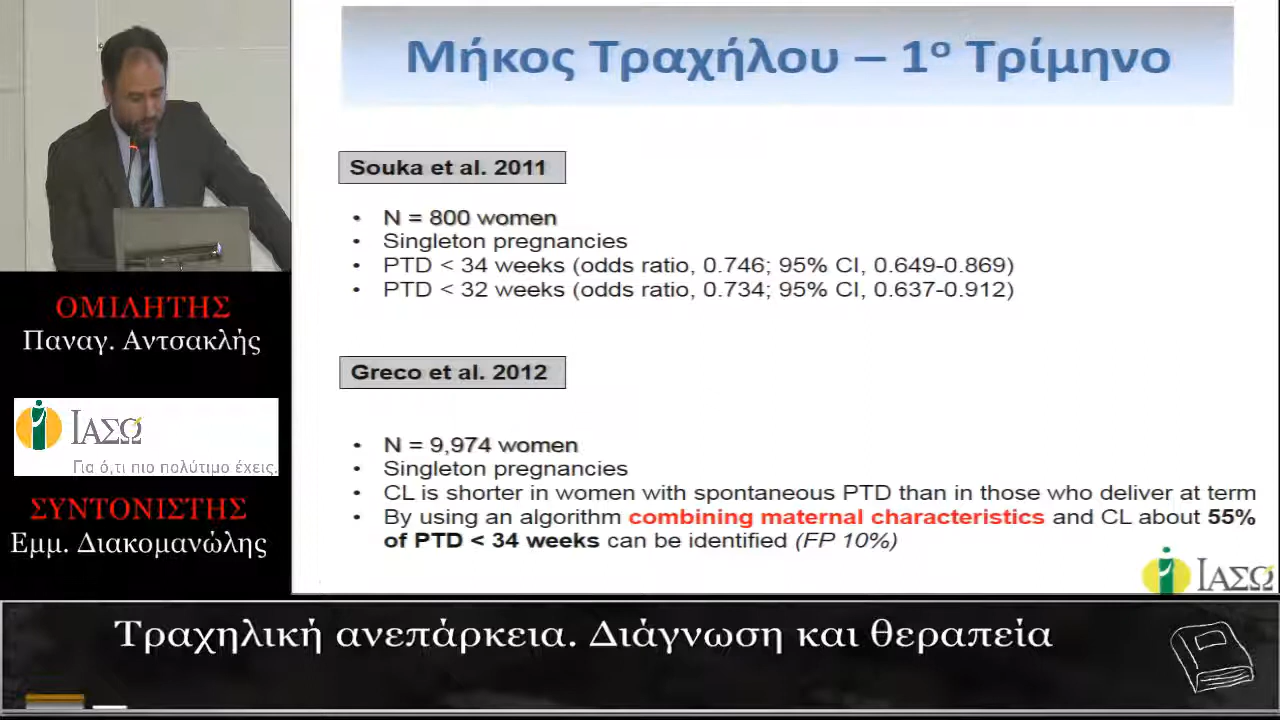 Μήκος Τραχήλου – 1ο Τρίμηνο
Souka et al. 2011
• N = 800 women
• Singleton pregnancies
• PTD < 34 weeks (odds ratio, 0.746; 95% CI, 0.649-0.869)
• PTD < 32 weeks (odds ratio, 0.734; 95% CI, 0.637-0.912)
Greco et al. 2012
• N = 9,974 women
• Singleton pregnancies
• CL is shorter in women with spontaneous PTD than in those who deliver at term
• By using an algorithm combining maternal characteristics and CL about 55%
of PTD < 34 weeks can be identified (FP 10%)
ΙΑΣΩ
ΟΜΙΛΗΤΗΣ
Παναγ. Αντσακλής
ΙΑΣΩ
Για ό,τι πιο πολύτιμο έχεις.
ΣΥΝΤΟΝΙΣΤΗΣ
Εμμ. Διακομανώλης
Τραχηλική ανεπάρκεια. Διάγνωση και θεραπεία